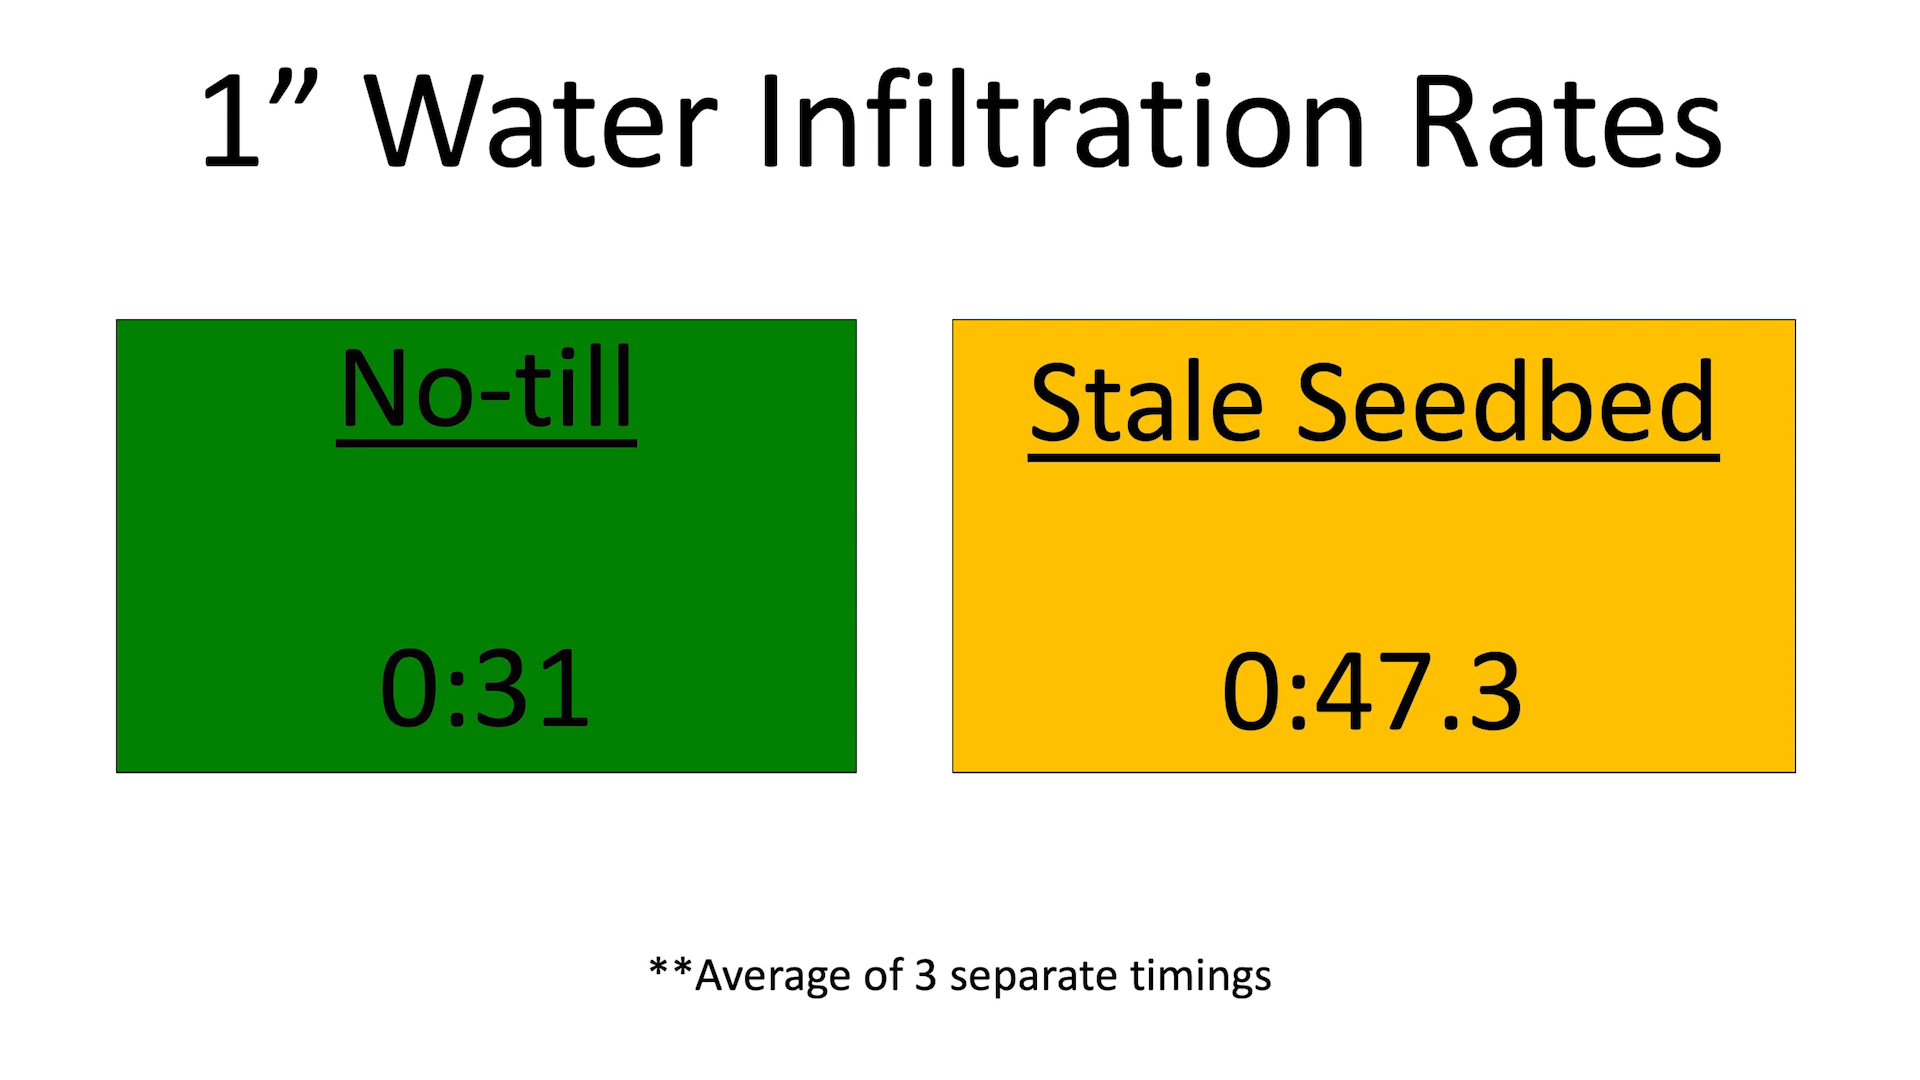 1” Water Infiltration Rates
No-till
0:31
Stale Seedbed
0:47.3
**Average of 3 separate timings